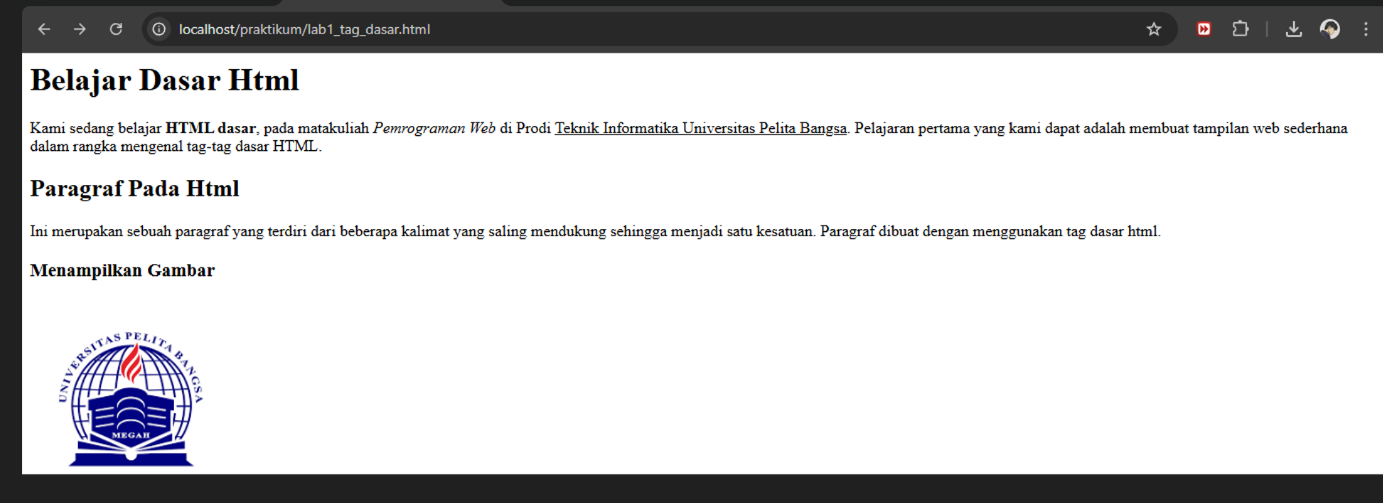 localhost/praktikum/lab1_tag_dasar.html
Belajar Dasar Html
Kami sedang belajar HTML dasar, pada matakuliah Pemrograman Web di Prodi Teknik Informatika Universitas Pelita Bangsa. Pelajaran pertama yang kami dapat adalah membuat tampilan web sederhana
dalam rangka mengenal tag-tag dasar HTML.
Paragraf Pada Html
Ini merupakan sebuah paragraf yang terdiri dari beberapa kalimat yang saling mendukung sehingga menjadi satu kesatuan. Paragraf dibuat dengan menggunakan tag dasar html.
Menampilkan Gambar
UNIVERSITAS PELITA BANGSA
MEGAH